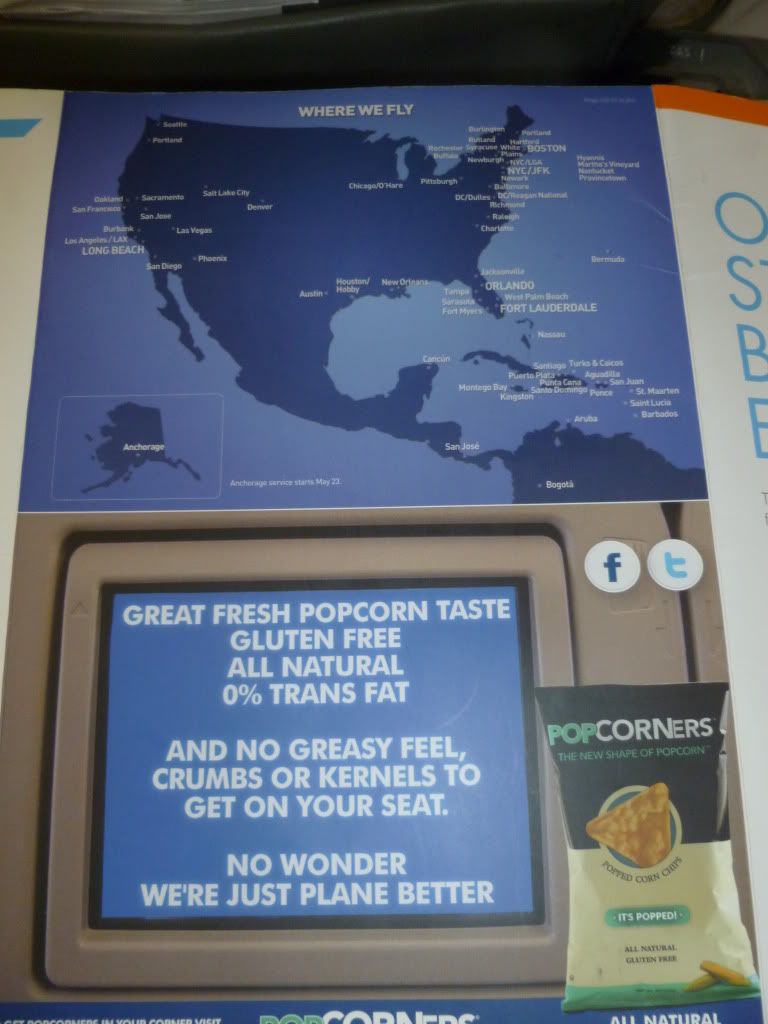 WHERE WE FLY
Seattle
Portland
Burlington
Portland
Rutland
Hartford
Rochester
Syracuse
White Plains
BOSTON
Buffalo
Newburgh
NYC/LGA
NYC/JFK
Newark
Hyannis
Martha's Vineyard
Nantucket
Provincetown
Chicago/O'Hare
Pittsburgh
Baltimore
DC/Dulles
DC/Reagan National
Richmond
Raleigh
Charlotte
Oakland
Sacramento
Salt Lake City
Denver
San Francisco
San Jose
Burbank
Las Vegas
Los Angeles / LAX
LONG BEACH
San Diego
Phoenix
Bermuda
Austin
Houston/
Hobby
New Orleans
Jacksonville
Tampa
ORLANDO
Sarasota
West Palm Beach
Fort Myers
FORT LAUDERDALE
Nassau
Cancún
Santiago
Turks & Caicos
Puerto Plata
Aguadilla
Punta Cana
San Juan
Montego Bay
Santo Domingo
Ponce
St. Maarten
Kingston
Saint Lucia
Barbados
Aruba
San José
Bogotá
Anchorage
Anchorage service starts May 23.
GREAT FRESH POPCORN TASTE
GLUTEN FREE
ALL NATURAL
0% TRANS FAT
AND NO GREASY FEEL,
CRUMBS OR KERNELS TO
GET ON YOUR SEAT.
NO WONDER
WE'RE JUST PLANE BETTER
f
t
POPCORNERS
THE NEW SHAPE OF POPCORN™
POPPED CORN CHIPS
IT'S POPPED!
ALL NATURAL
GLUTEN FREE
GET POPCORNERS IN YOUR CORNER VISIT
POPCORNERS
ALL NATURAL